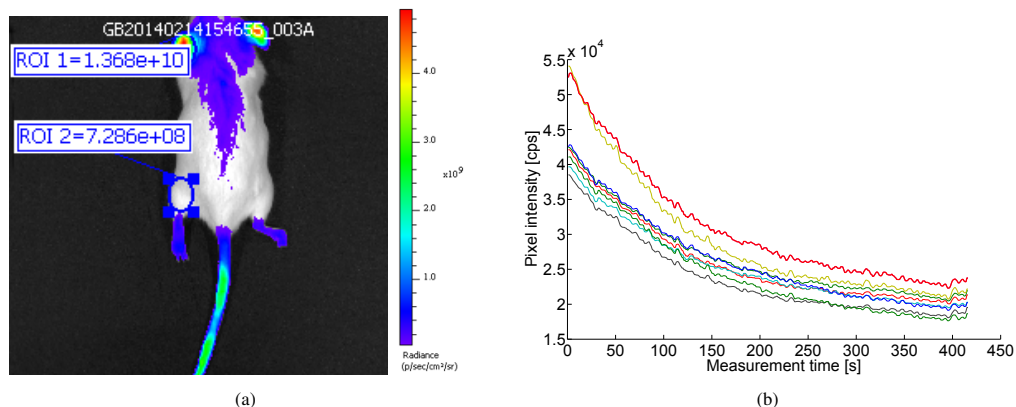 GB20140214154655_003A
ROI 1=1.368e+10
ROI 2=7.286e+08
4.0
3.0
x10⁹
2.0
1.0
Radiance
(p/sec/cm²/sr)
(a)
x 10⁴
5.5
5
4.5
4
3.5
3
2.5
2
1.5
Pixel intensity [cps]
0 50 100 150 200 250 300 350 400 450
Measurement time [s]
(b)